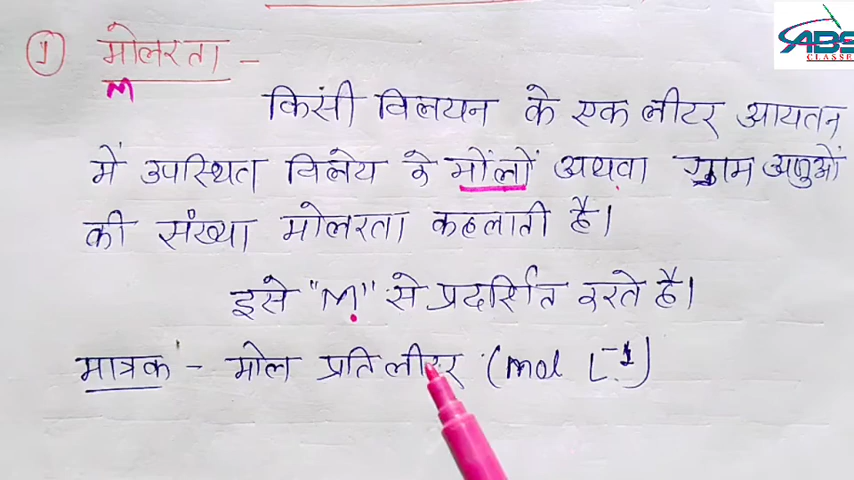 ABS
CLASSE
① मोलरता -
M
किसी विलयन के एक लीटर आयतन
में उपस्थित विलेय के मोलों अथवा ग्राम अणुओं
की संख्या मोलरता कहलाती है।
इसे "M" से प्रदर्शित करते है।
मात्रक - मोल प्रति लीटर (mol L⁻¹)